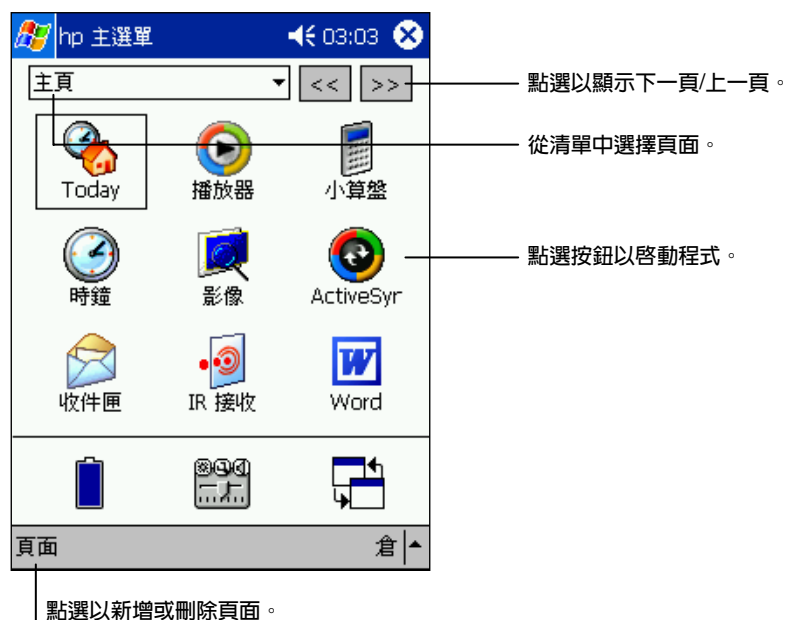 hp 主選單 03:03
主頁 << >>
點選以顯示下一頁/上一頁。
從清單中選擇頁面。
Today 播放器 小算盤
點選按鈕以啓動程式。
時鐘 影像 ActiveSyr
收件匣 IR 接收 Word
頁面 倉
點選以新增或刪除頁面。